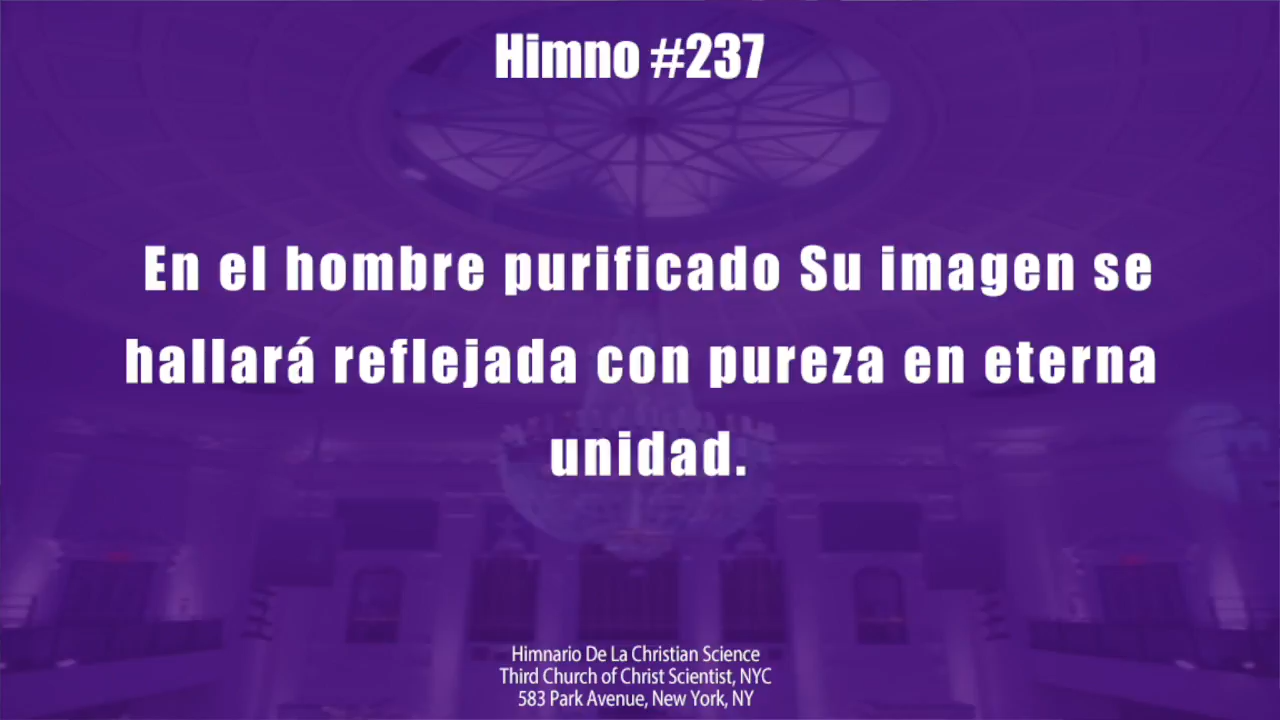 Himno #237
En el hombre purificado Su imagen se
hallará reflejada con pureza en eterna
unidad.
Himnario De La Christian Science
Third Church of Christ Scientist, NYC
583 Park Avenue, New York, NY